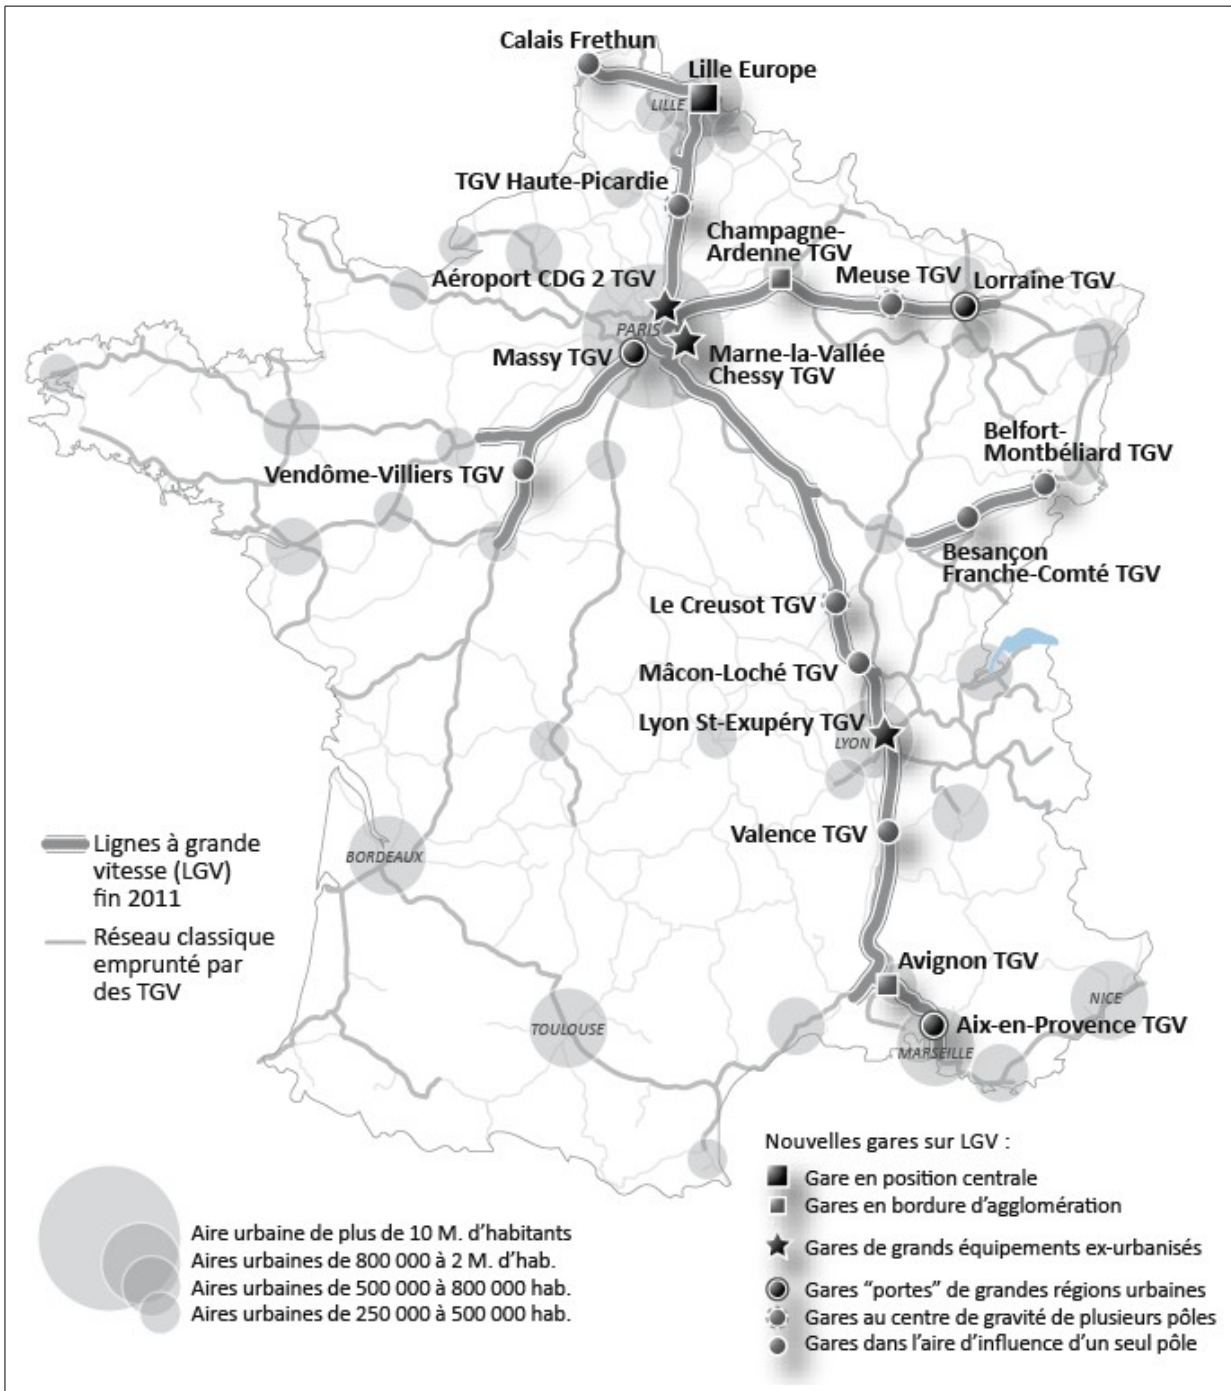 Calais Frethun
Lille Europe
LILLE
TGV Haute-Picardie
Champagne-
Ardenne TGV
Meuse TGV
Lorraine TGV
Aéroport CDG 2 TGV
PARIS
Massy TGV
Marne-la-Vallée
Chessy TGV
Belfort-
Montbéliard TGV
Vendôme-Villiers TGV
Besançon
Franche-Comté TGV
Le Creusot TGV
Mâcon-Loché TGV
Lyon St-Exupéry TGV
LYON
Valence TGV
BORDEAUX
Lignes à grande
vitesse (LGV)
fin 2011
Réseau classique
emprunté par
des TGV
Avignon TGV
NICE
TOULOUSE
Aix-en-Provence TGV
MARSEILLE
Nouvelles gares sur LGV :
Gare en position centrale
Gares en bordure d'agglomération
Gares de grands équipements ex-urbanisés
Gares "portes" de grandes régions urbaines
Gares au centre de gravité de plusieurs pôles
Gares dans l'aire d'influence d'un seul pôle
Aire urbaine de plus de 10 M. d'habitants
Aires urbaines de 800 000 à 2 M. d'hab.
Aires urbaines de 500 000 à 800 000 hab.
Aires urbaines de 250 000 à 500 000 hab.